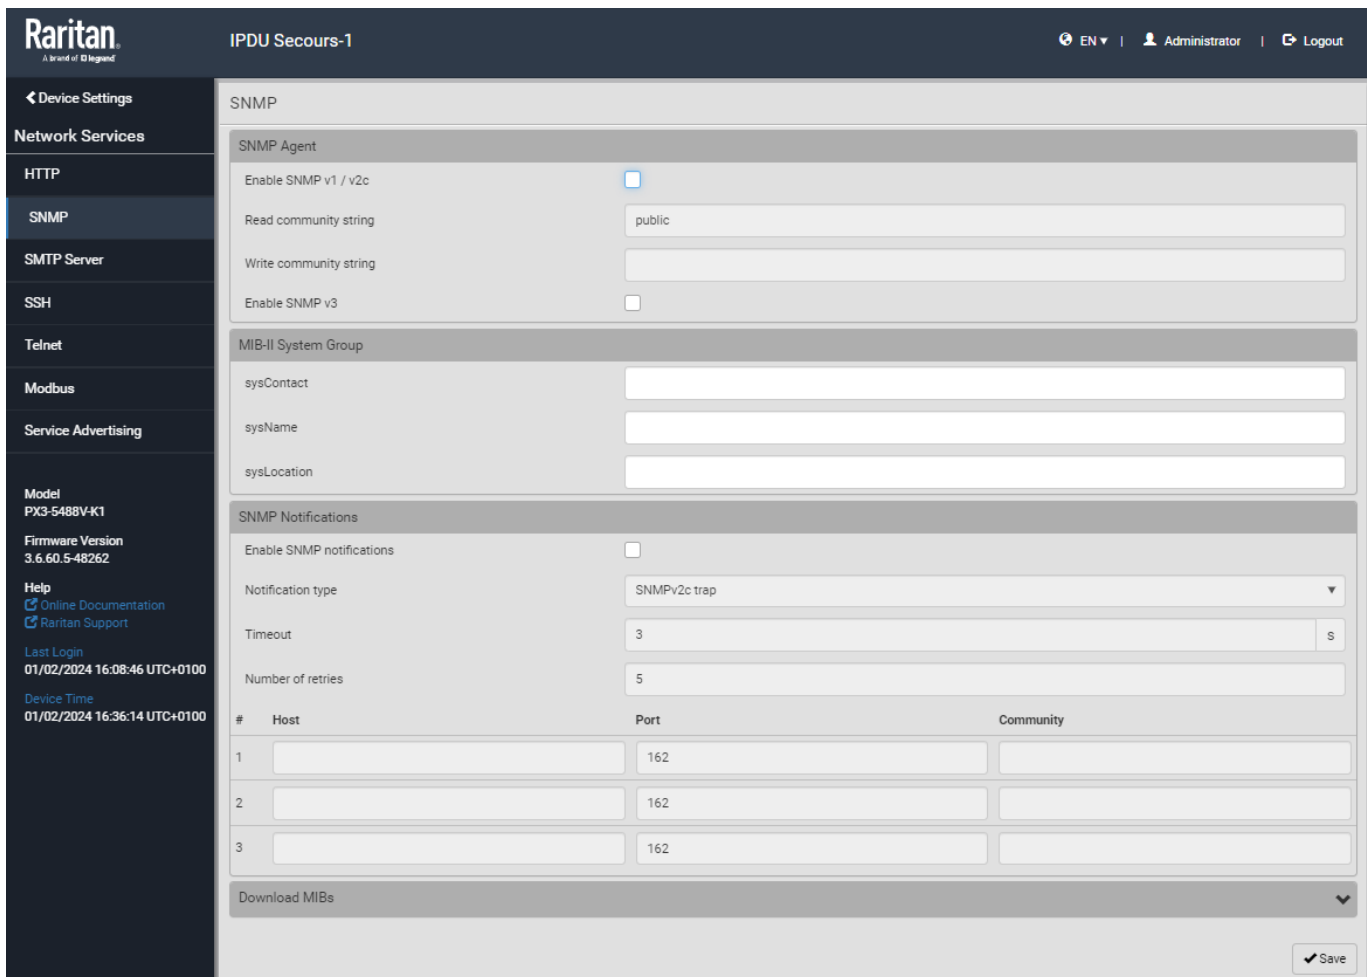 Raritan.
A brand of legrand
IPDU Secours-1
EN | Administrator | Logout
Device Settings
Network Services
HTTP
SNMP
SMTP Server
SSH
Telnet
Modbus
Service Advertising
Model
PX3-5488V-K1
Firmware Version
3.6.60.5-48262
Help
Online Documentation
Raritan Support
Last Login
01/02/2024 16:08:46 UTC+0100
Device Time
01/02/2024 16:36:14 UTC+0100
SNMP
SNMP Agent
Enable SNMP v1 / v2c
Read community string public
Write community string
Enable SNMP v3
MIB-II System Group
sysContact
sysName
sysLocation
SNMP Notifications
Enable SNMP notifications
Notification type SNMPv2c trap
Timeout 3 s
Number of retries 5
# Host Port Community
1 162
2 162
3 162
Download MIBs
Save